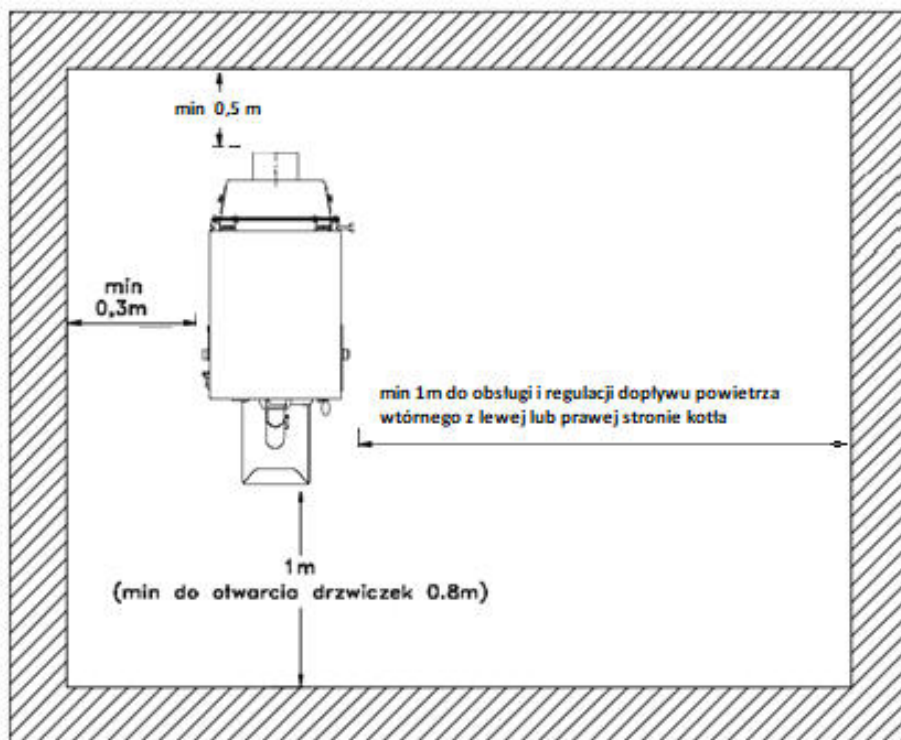 min 0,5 m
min
0,3m
min 1m do obsługi i regulacji dopływu powietrza
wtórnego z lewej lub prawej stronie kotła
1m
(min do otwarcia drzwiczek 0.8m)